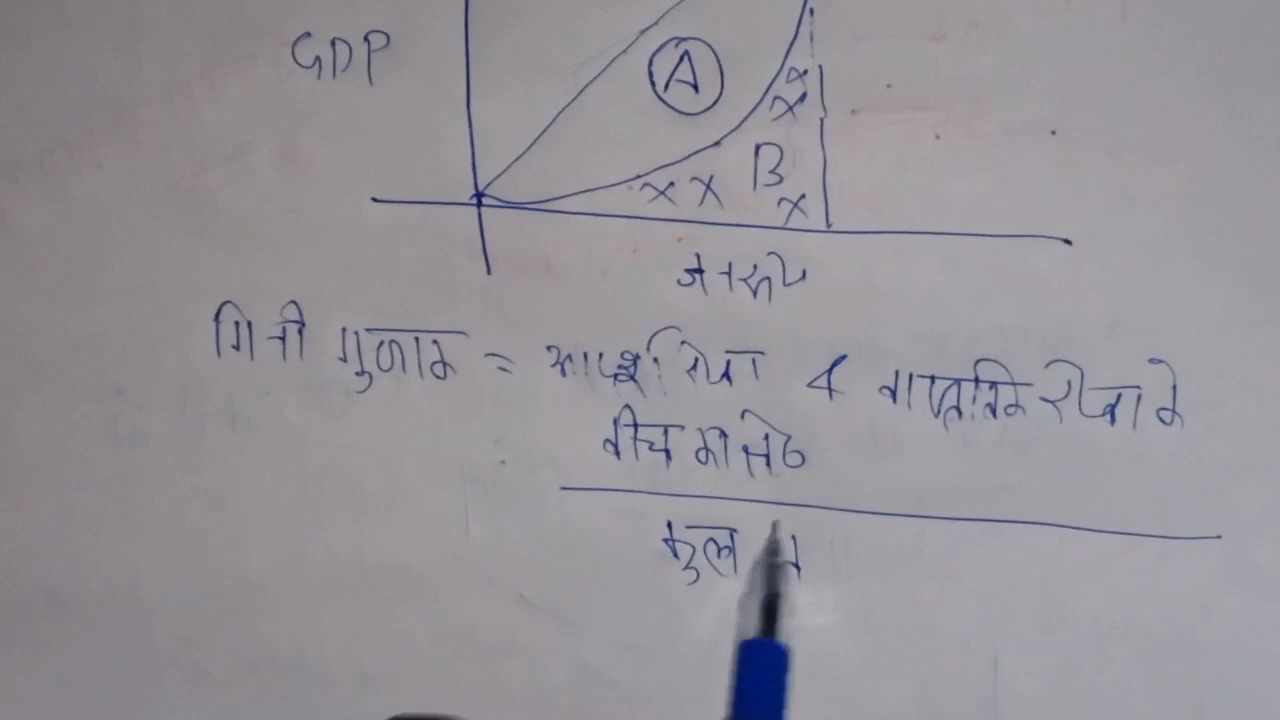 GDP
A
x
x
B
x x
x
जनसंख्या
गिनी गुणांक = आदर्श रेखा व वास्तविक रेखा के
बीच का क्षेत्र
कुल